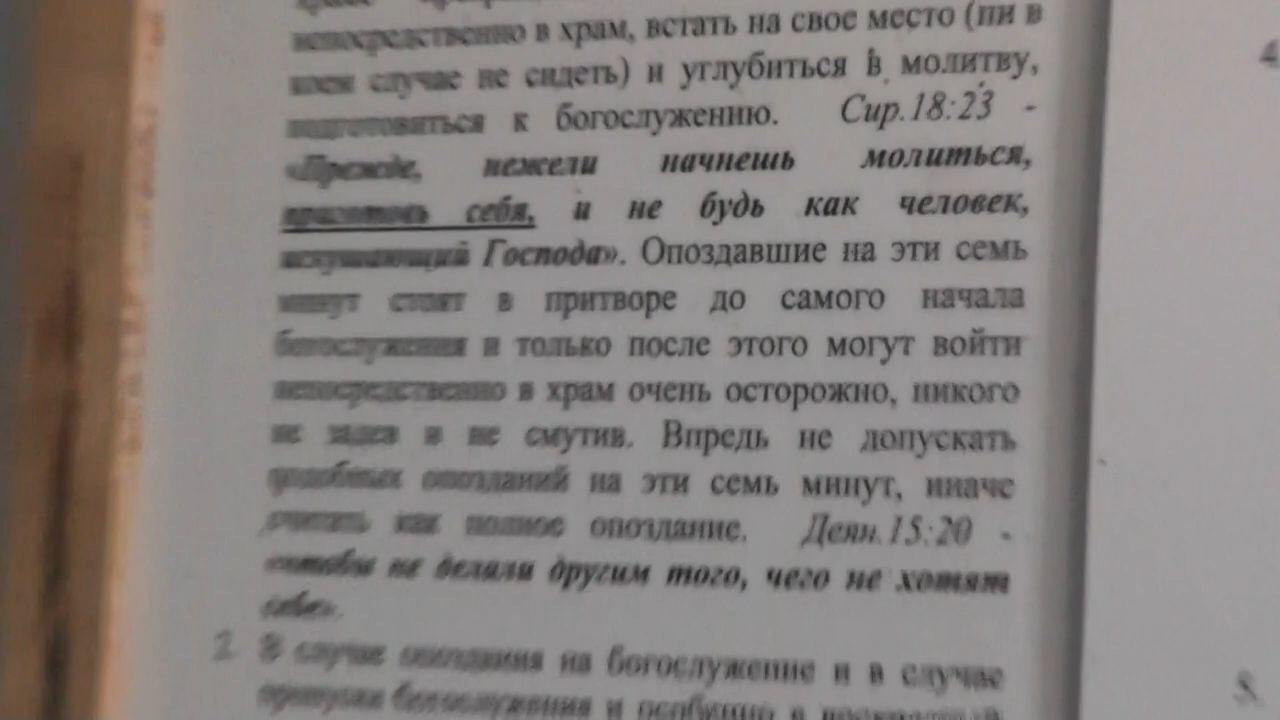 непосредственно в храм, встать на свое место (ни в
коем случае не сидеть) и углубиться в молитву,
подготовиться к богослужению. Сир.18:23 -
«Прежде, нежели начнешь молиться,
приготовь себя, и не будь как человек,
искушающий Господа». Опоздавшие на эти семь
минут стоят в притворе до самого начала
богослужения и только после этого могут войти
непосредственно в храм очень осторожно, никого
не задев и не смутив. Впредь не допускать
подобных опозданий на эти семь минут, иначе
считать как полное опоздание. Деян.15:20 -
«чтобы не делали другим того, чего не хотят
себе».
2. В случае опоздания на богослужение и в случае
богослужения и особенно в
4
5.